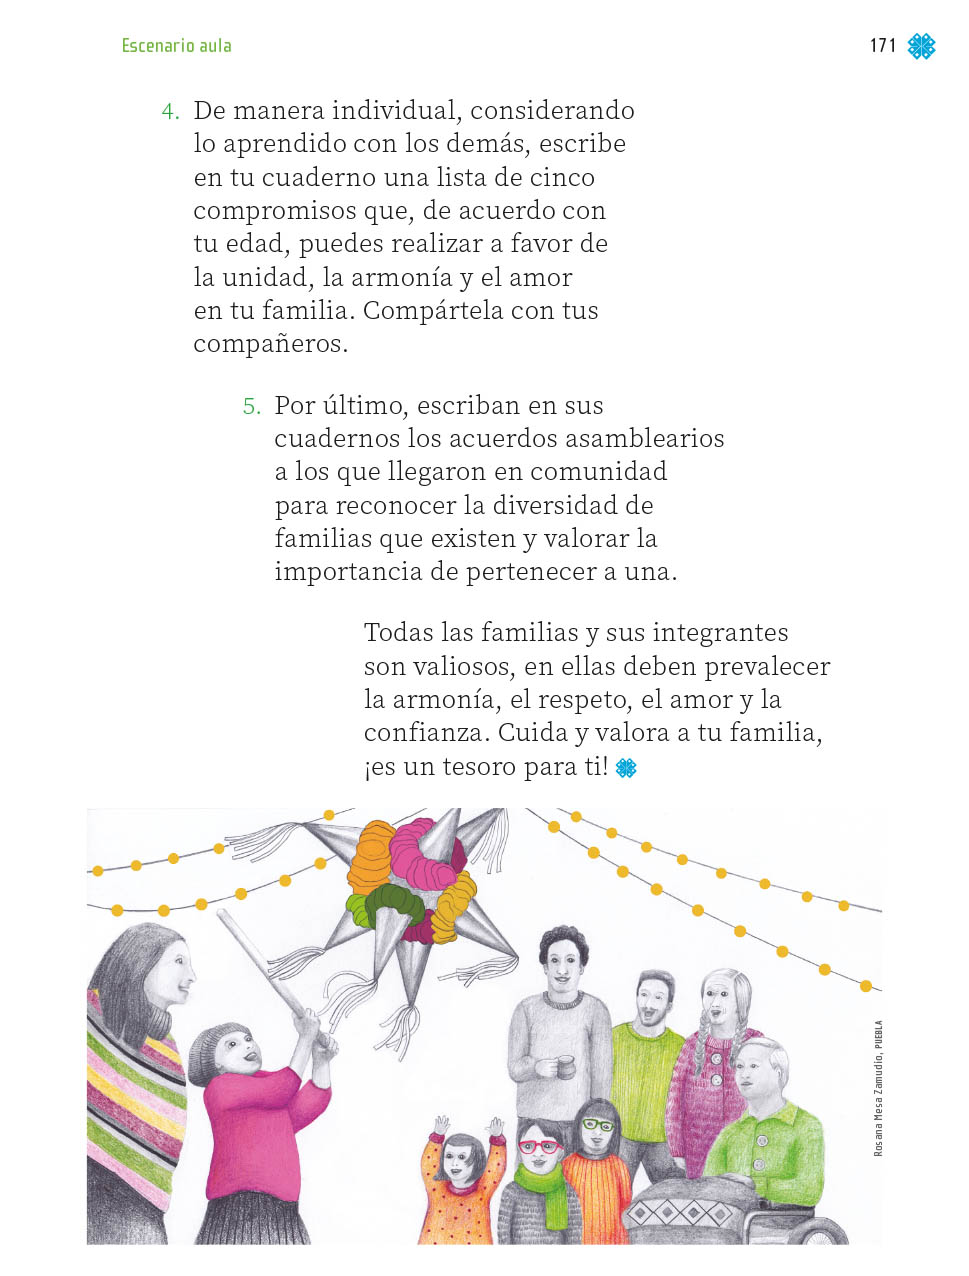 Escenario aula
171
4. De manera individual, considerando
lo aprendido con los demás, escribe
en tu cuaderno una lista de cinco
compromisos que, de acuerdo con
tu edad, puedes realizar a favor de
la unidad, la armonía y el amor
en tu familia. Compártela con tus
compañeros.
5. Por último, escriban en sus
cuadernos los acuerdos asamblearios
a los que llegaron en comunidad
para reconocer la diversidad de
familias que existen y valorar la
importancia de pertenecer a una.
Todas las familias y sus integrantes
son valiosos, en ellas deben prevalecer
la armonía, el respeto, el amor y la
confianza. Cuida y valora a tu familia,
¡es un tesoro para ti!
Rosana Mesa Zamudio, PUEBLA